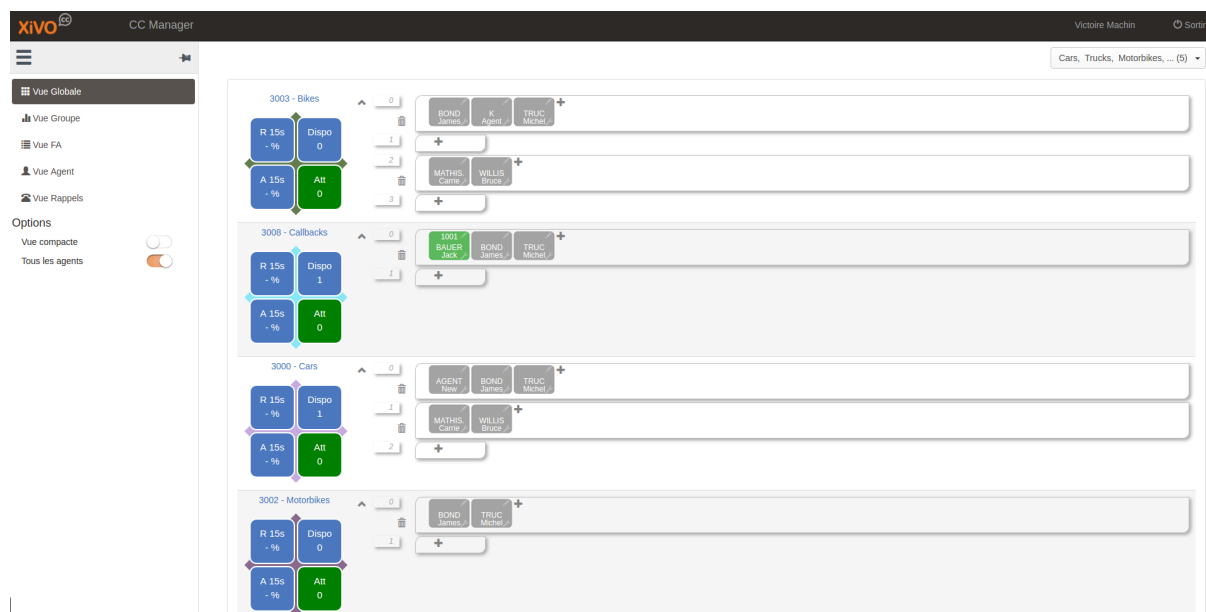 XiVO CC CC Manager Victoire Machin Sortir
Cars, Trucks, Motorbikes, ... (5)
Vue Globale
Vue Groupe
Vue FA
Vue Agent
Vue Rappels
Options
Vue compacte
Tous les agents
3003 - Bikes
R 15s Dispo
- % 0
A 15s Att
- % 0
0
BOND K TRUC
James Agent Michel
1
2
MATHIS. WILLIS
Carrie Bruce
3
3008 - Callbacks
R 15s Dispo
- % 1
A 15s Att
- % 0
0
1001
BAUER BOND TRUC
Jack James Michel
1
3000 - Cars
R 15s Dispo
- % 1
A 15s Att
- % 0
0
AGENT BOND TRUC
New James Michel
1
MATHIS. WILLIS
Carrie Bruce
2
3002 - Motorbikes
R 15s Dispo
- % 0
A 15s Att
- % 0
0
BOND TRUC
James Michel
1